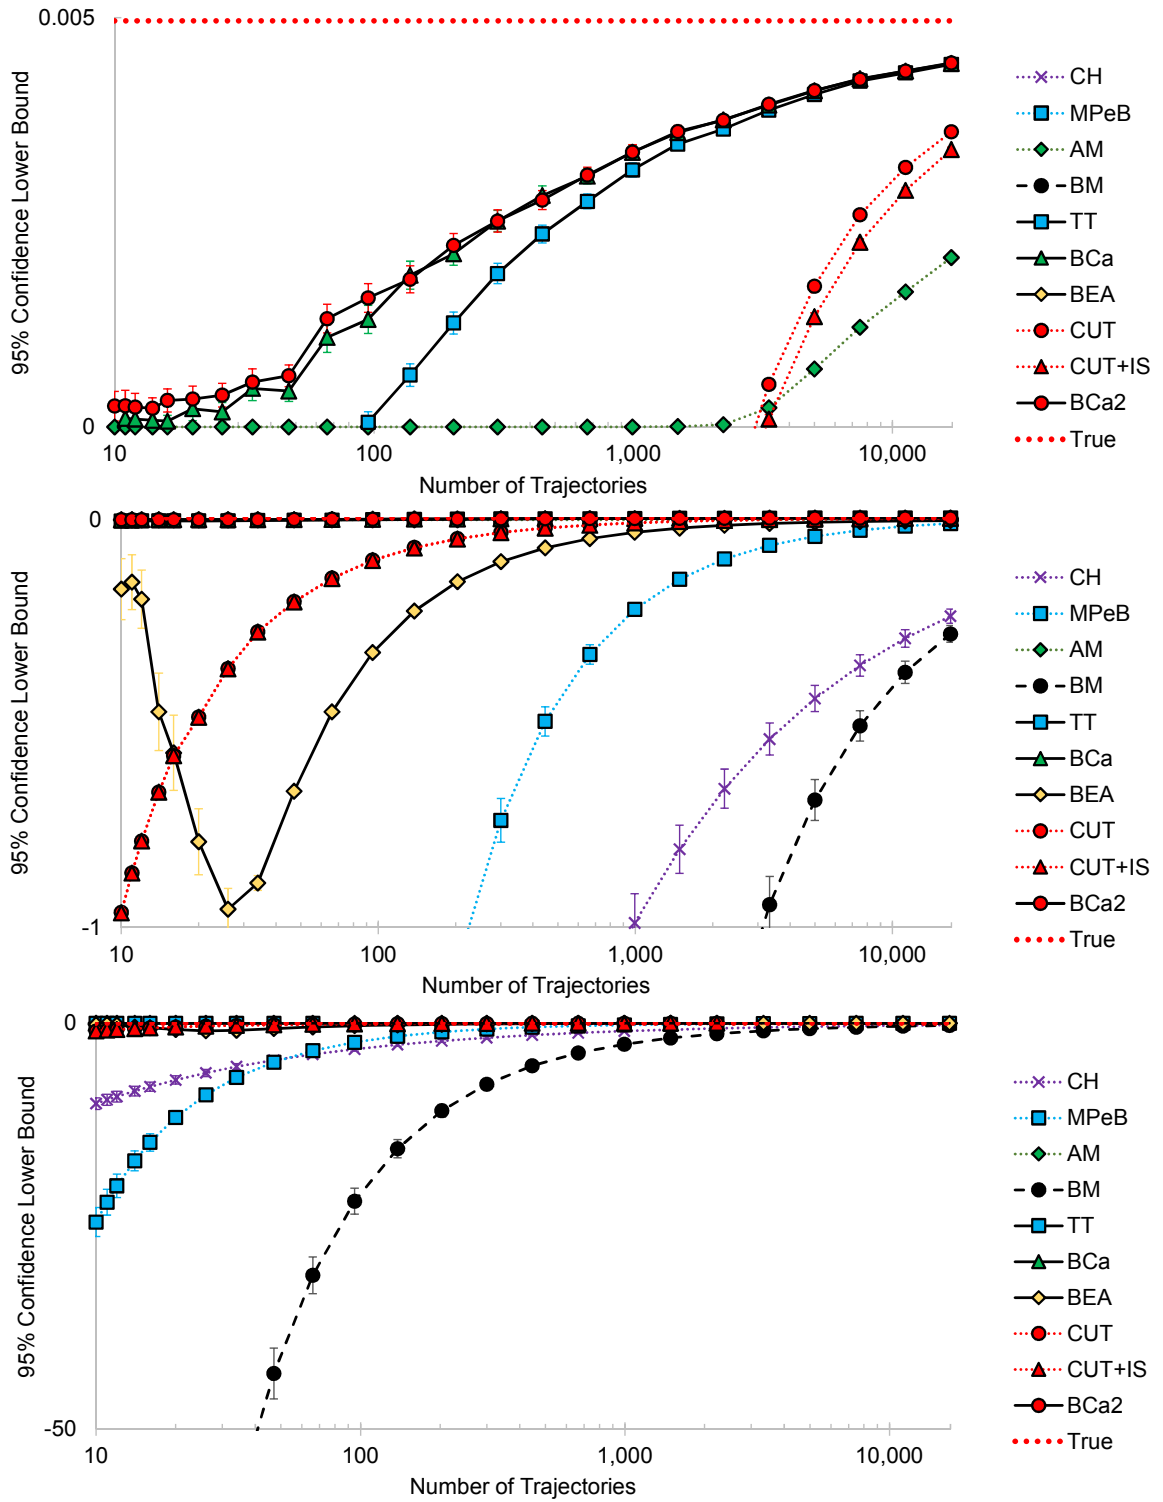 0.005
95% Confidence Lower Bound
0
10
100
1,000
10,000
Number of Trajectories
CH
MPeB
AM
BM
TT
BCa
BEA
CUT
CUT+IS
BCa2
True
0
95% Confidence Lower Bound
-1
10
100
1,000
10,000
Number of Trajectories
CH
MPeB
AM
BM
TT
BCa
BEA
CUT
CUT+IS
BCa2
True
0
95% Confidence Lower Bound
-50
10
100
1,000
10,000
Number of Trajectories
CH
MPeB
AM
BM
TT
BCa
BEA
CUT
CUT+IS
BCa2
True